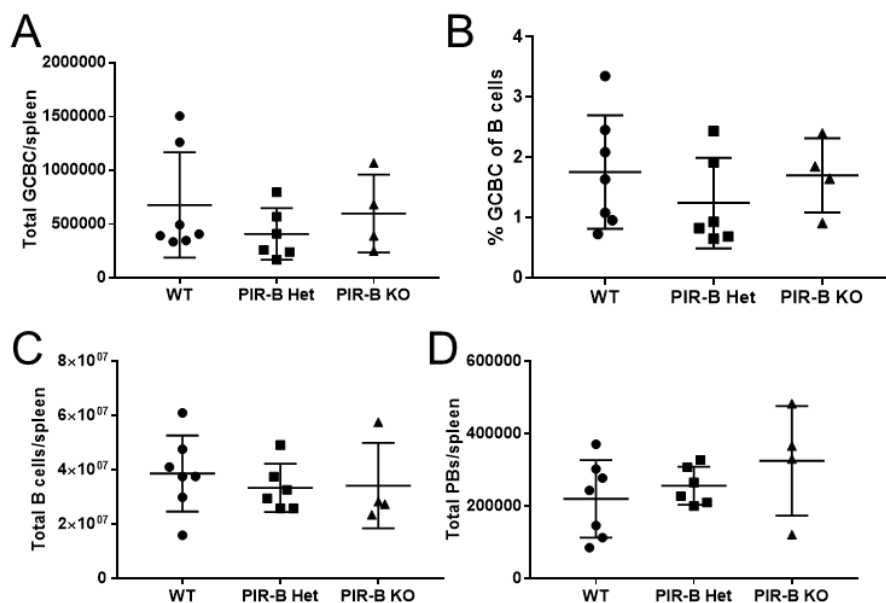 A
Total GCBC/spleen
2000000
1500000
1000000
500000
0
WT PIR-B Het PIR-B KO
B
% GCBC of B cells
4
3
2
1
0
WT PIR-B Het PIR-B KO
C
Total B cells/spleen
8×10⁰⁷
6×10⁰⁷
4×10⁰⁷
2×10⁰⁷
0
WT PIR-B Het PIR-B KO
D
Total PBs/spleen
600000
400000
200000
0
WT PIR-B Het PIR-B KO